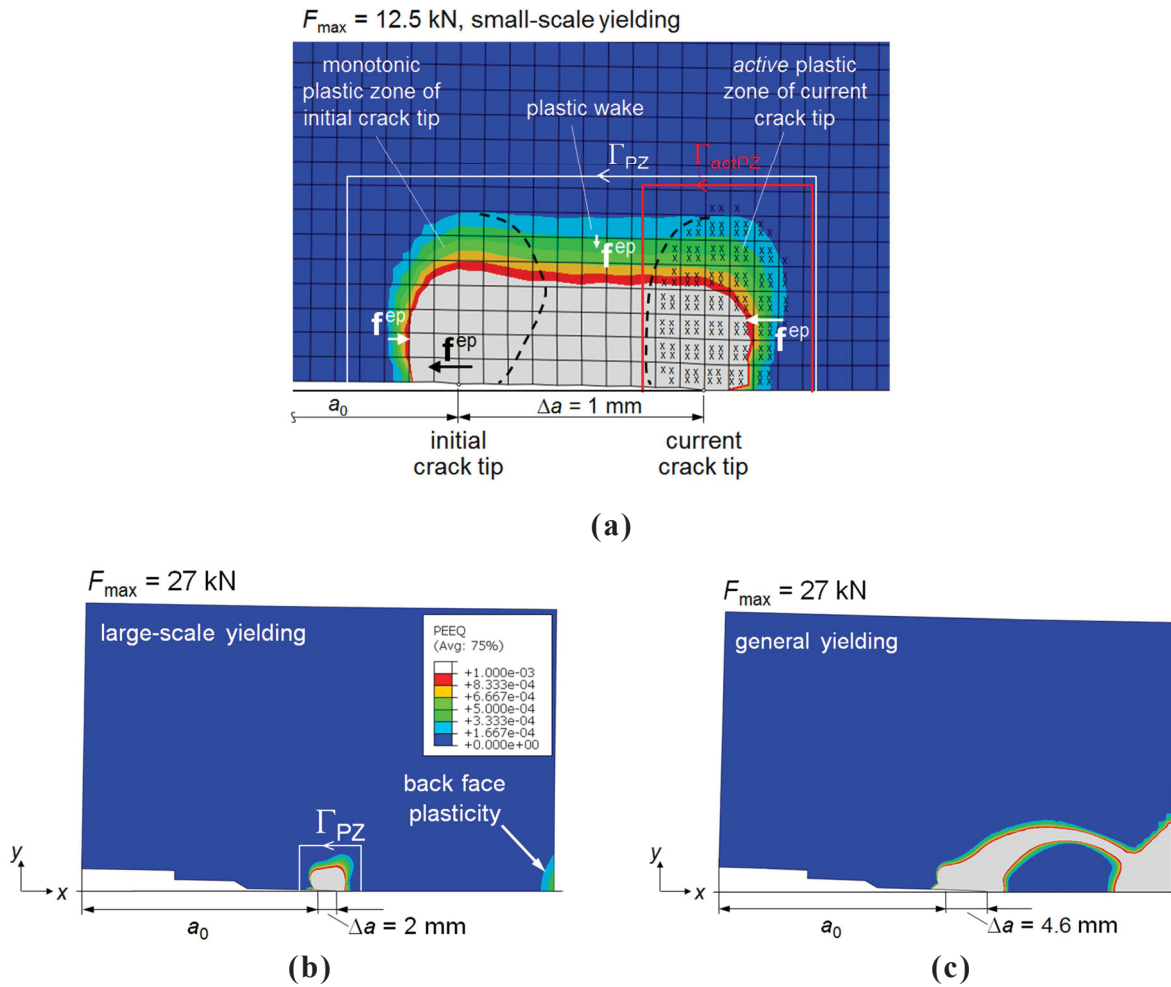 F_max = 12.5 kN, small-scale yielding
monotonic
plastic zone of
initial crack tip
plastic wake
active plastic
zone of current
crack tip
Γ_PZ
Γ_actPZ
f^ep
f^ep
f^ep
f^ep
a_0
Δa = 1 mm
initial
crack tip
current
crack tip
(a)
F_max = 27 kN
large-scale yielding
PEEQ
(Avg: 75%)
+1.000e-03
+8.333e-04
+6.667e-04
+5.000e-04
+3.333e-04
+1.667e-04
+0.000e+00
back face
plasticity
Γ_PZ
y
x
a_0
Δa = 2 mm
(b)
F_max = 27 kN
general yielding
y
x
a_0
Δa = 4.6 mm
(c)